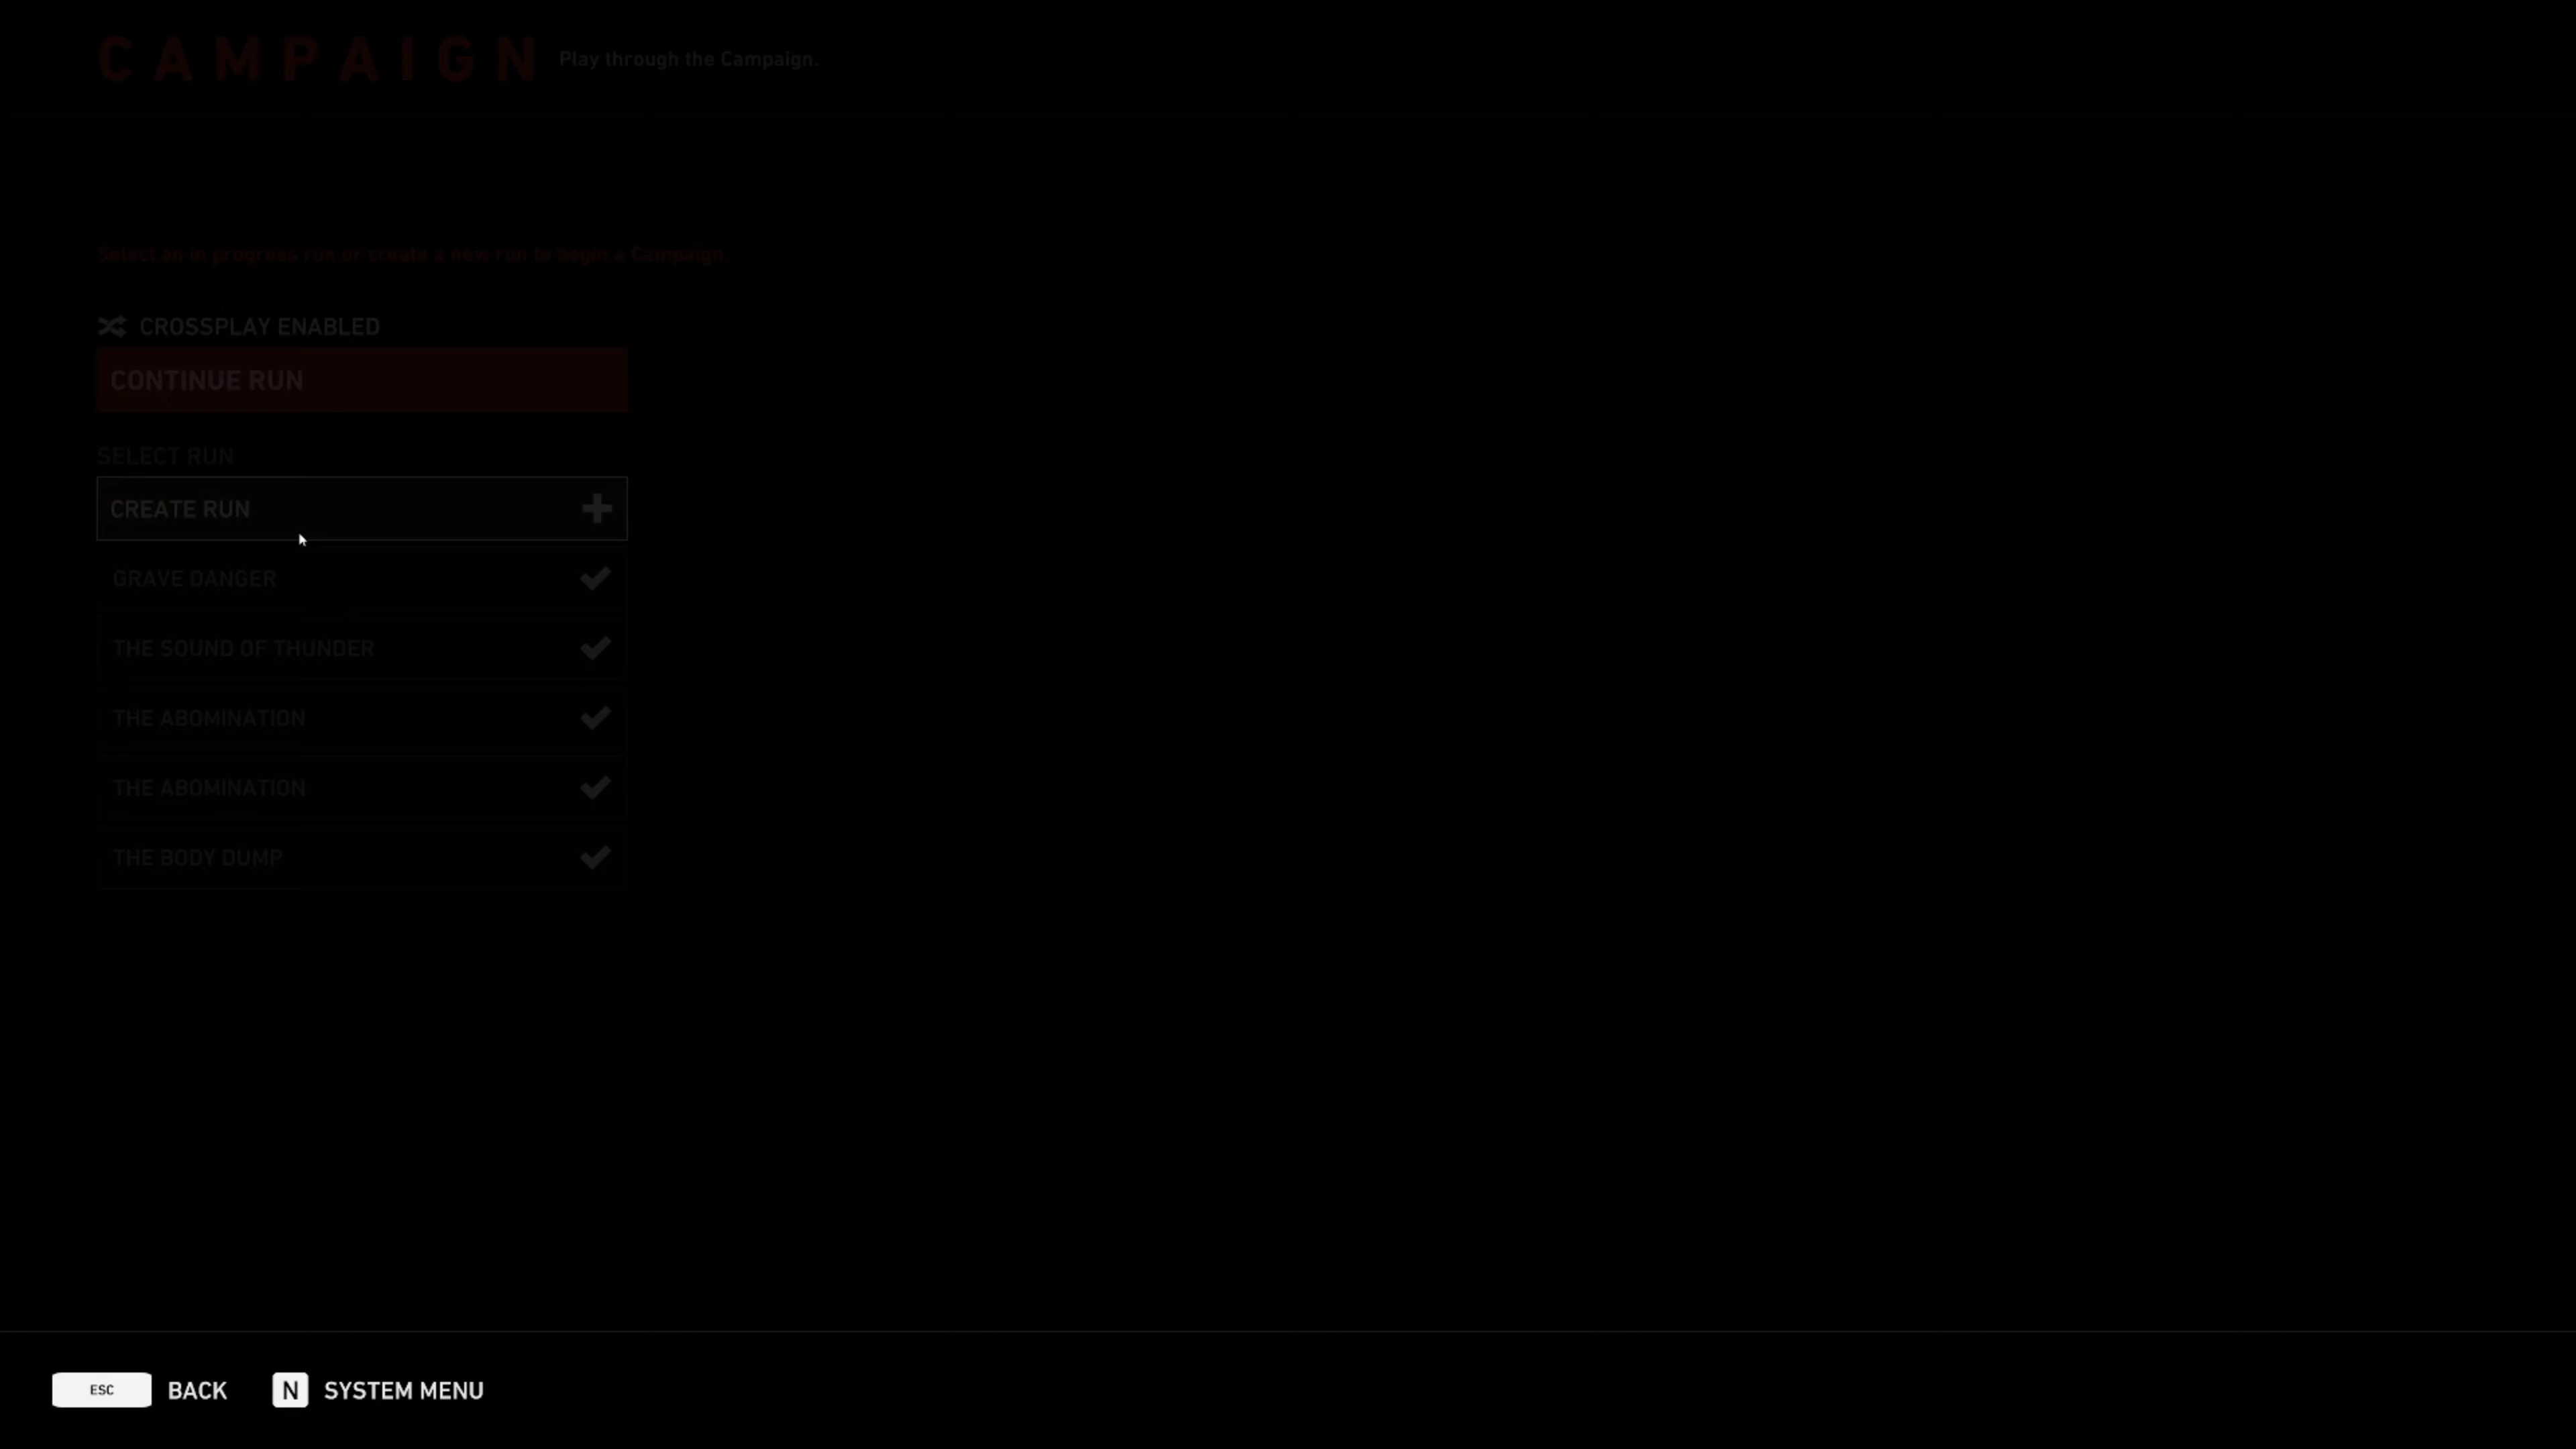 CAMPAIGN Play through the Campaign.
Select an in progress run or create a new run to begin a Campaign
CROSSPLAY ENABLED
CONTINUE RUN
SELECT RUN
CREATE RUN
GRAVE DANGER
THE SOUND OF THUNDER
THE ABOMINATION
THE ABOMINATION
THE BODY DUMP
ESC BACK N SYSTEM MENU